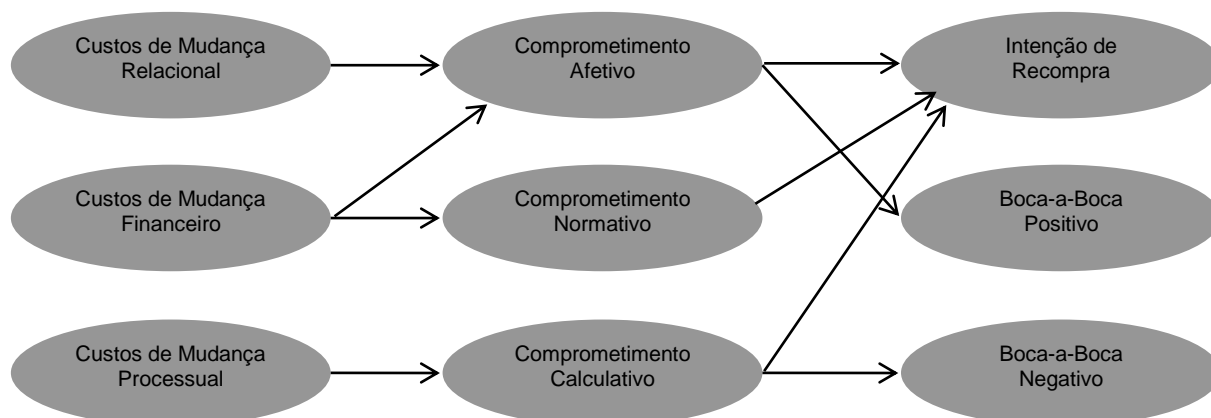 Custos de Mudança
Relacional
Comprometimento
Afetivo
Intenção de
Recompra
Custos de Mudança
Financeiro
Comprometimento
Normativo
Boca-a-Boca
Positivo
Custos de Mudança
Processual
Comprometimento
Calculativo
Boca-a-Boca
Negativo